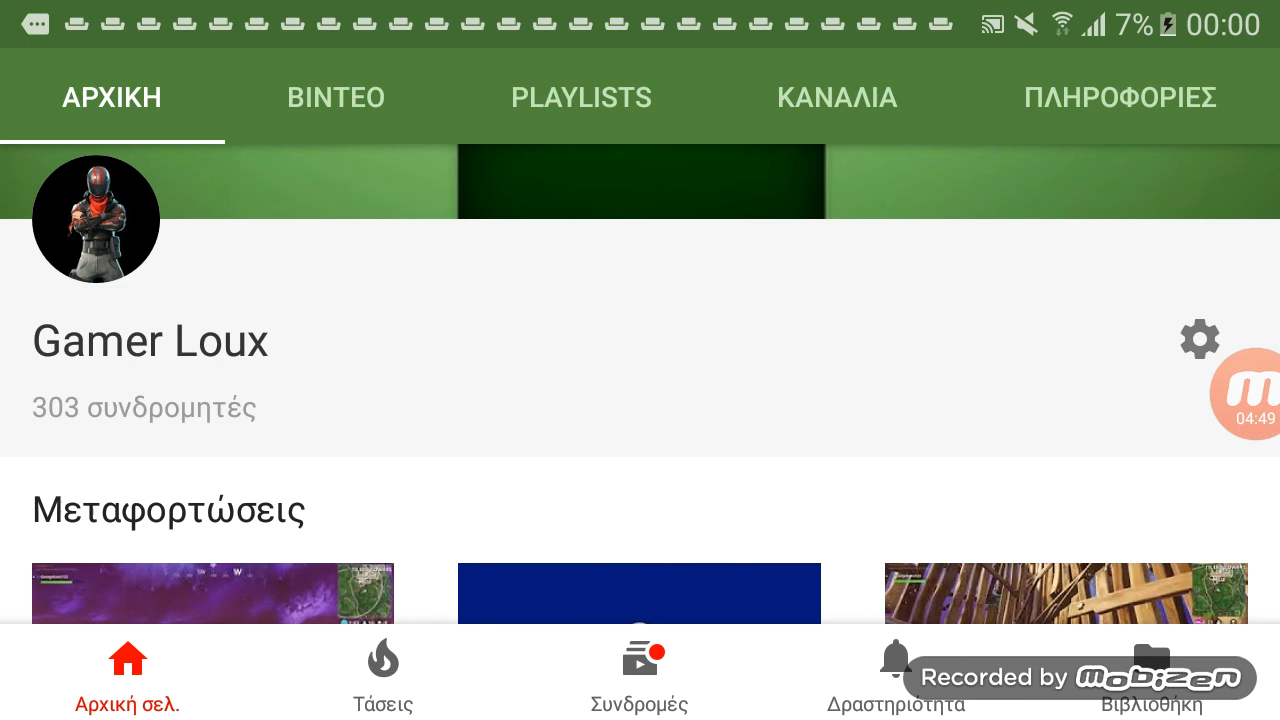 7% 00:00
ΑΡΧΙΚΗ ΒΙΝΤΕΟ PLAYLISTS ΚΑΝΑΛΙΑ ΠΛΗΡΟΦΟΡΙΕΣ
Gamer Loux
303 συνδρομητές
04:49
Μεταφορτώσεις
W
Recorded by mobizen
Αρχική σελ. Τάσεις Συνδρομές Δραστηριότητα Βιβλιοθήκη